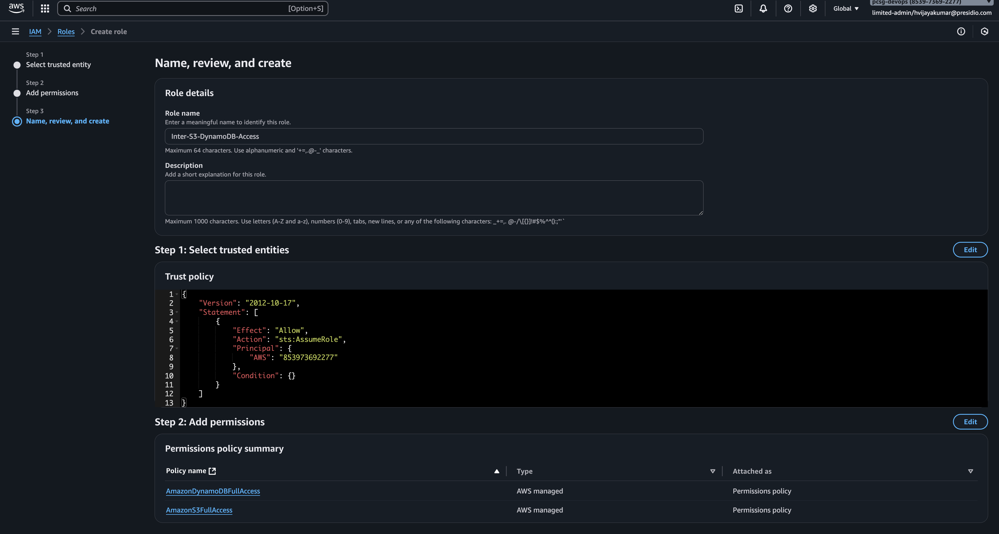 aws
Search
[Option+S]
Global
pcsg-devops (8539-7369-2277)
limited-admin/hvijayakumar@presidio.com
IAM
Roles
Create role
Step 1
Select trusted entity
Step 2
Add permissions
Step 3
Name, review, and create
Name, review, and create
Role details
Role name
Enter a meaningful name to identify this role.
Inter-S3-DynamoDB-Access
Maximum 64 characters. Use alphanumeric and '+=,.@-_' characters.
Description
Add a short explanation for this role.
Maximum 1000 characters. Use letters (A-Z and a-z), numbers (0-9), tabs, new lines, or any of the following characters: _+=,. @-/\[{}]!#$%^*();:"'`
Step 1: Select trusted entities
Edit
Trust policy
1 {
2 "Version": "2012-10-17",
3 "Statement": [
4 {
5 "Effect": "Allow",
6 "Action": "sts:AssumeRole",
7 "Principal": {
8 "AWS": "853973692277"
9 },
10 "Condition": {}
11 }
12 ]
13 }
Step 2: Add permissions
Edit
Permissions policy summary
Policy name
Type
Attached as
AmazonDynamoDBFullAccess
AWS managed
Permissions policy
AmazonS3FullAccess
AWS managed
Permissions policy